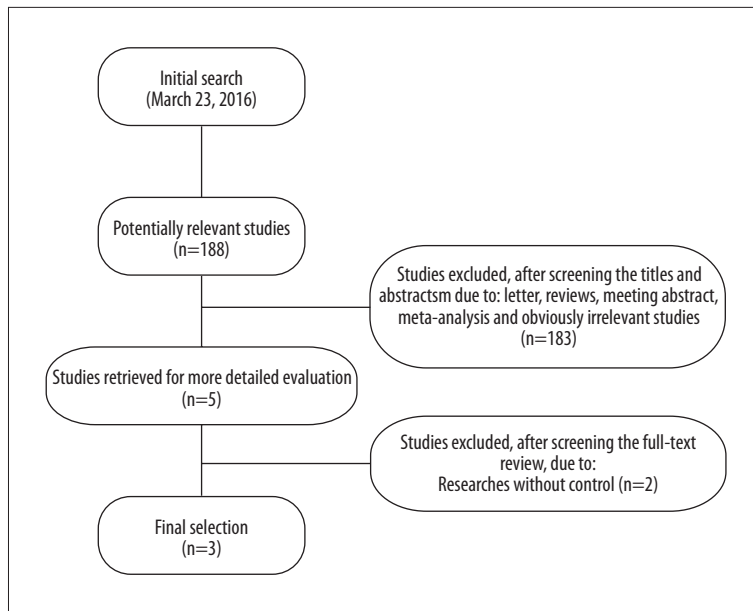 Initial search
(March 23, 2016)
Potentially relevant studies
(n=188)
Studies excluded, after screening the titles and
abstractsm due to: letter, reviews, meeting abstract,
meta-analysis and obviously irrelevant studies
(n=183)
Studies retrieved for more detailed evaluation
(n=5)
Studies excluded, after screening the full-text
review, due to:
Researches without control (n=2)
Final selection
(n=3)